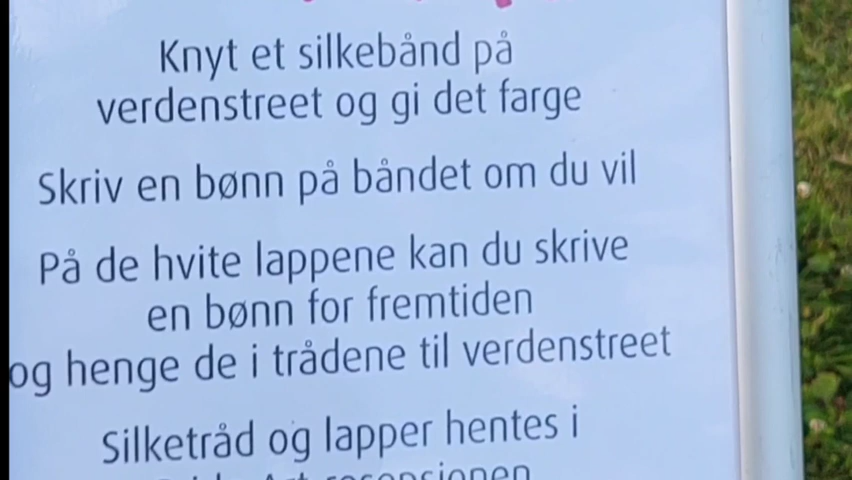 Knyt et silkebånd på
verdenstreet og gi det farge
Skriv en bønn på båndet om du vil
På de hvite lappene kan du skrive
en bønn for fremtiden
og henge de i trådene til verdenstreet
Silketråd og lapper hentes i
resepsjonen